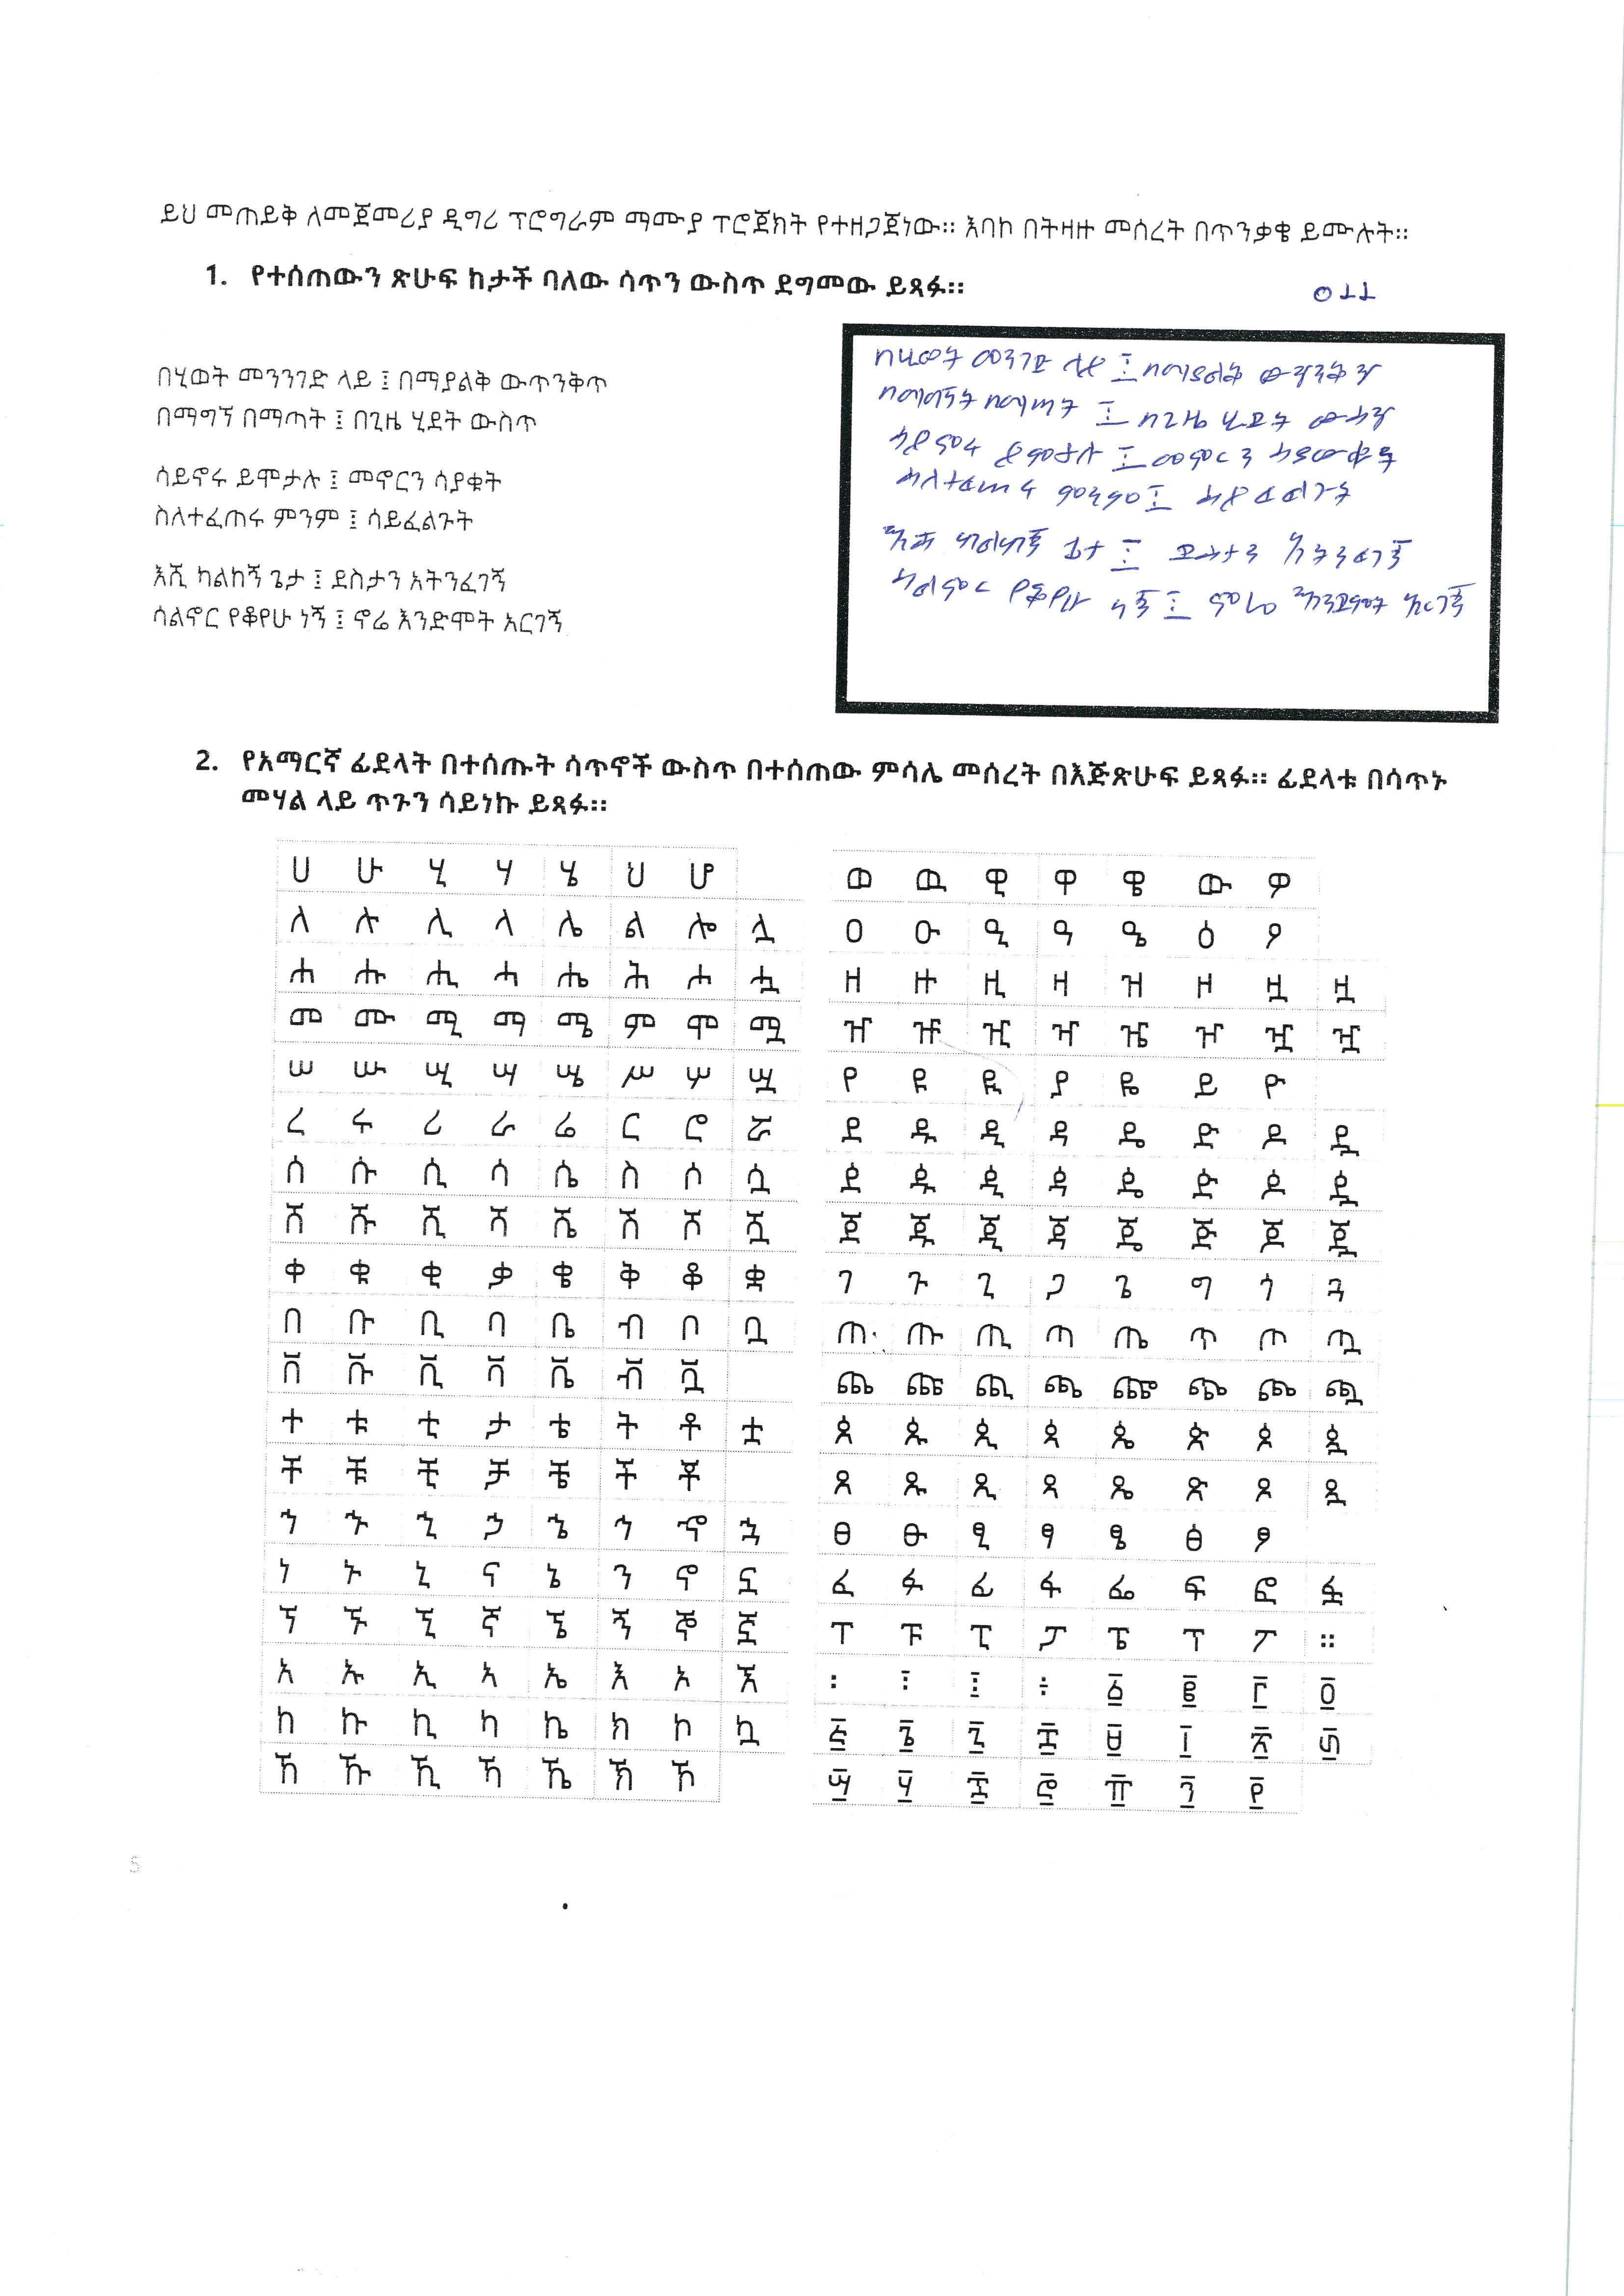 ይህ መጠይቅ ለመጀመሪያ ዲግሪ ፕሮግራም ማሙያ ፕሮጀክት የተዘጋጀነው። እባኮ በትዛዙ መሰረት በጥንቃቄ ይሙሉት።
1. የተሰጠውን ጽሁፍ ከታች ባለው ሳጥን ውስጥ ደግመው ይጻፉ።
011
በሂወት መንንገድ ላይ ፤ በማያልቅ ውጥንቅጥ
በማግኘ በማጣት ፤ በጊዜ ሂደት ውስጥ
ሳይኖሩ ይሞታሉ ፤ መኖርን ሳያቁት
ስለተፈጠሩ ምንም ፤ ሳይፈልጉት
እሺ ካልከኝ ጌታ ፤ ደስታን አትንፈገኝ
ሳልኖር የቆየሁ ነኝ ፤ ኖሬ እንድሞት አርገኝ
በሂወት መንገድ ላይ ፤ በማያልቅ ውጥንቅጥ
በማግኘት በማጣት ፤ በጊዜ ሂደት ውስጥ
ሳይኖሩ ይሞታሉ ፤ መኖርን ሳያውቁት
ስለተፈጠሩ ምንም ፤ ሳይፈልጉት
እሺ ካልከኝ ጌታ ፤ ደስታን አትንፈገኝ
ሳልኖር የቆየሁ ነኝ ፤ ኖሬ እንድሞት አርገኝ
2. የአማርኛ ፊደላት በተሰጡት ሳጥኖች ውስጥ በተሰጠው ምሳሌ መሰረት በእጅጽሁፍ ይጻፉ። ፊደላቱ በሳጥኑ
መሃል ላይ ጥጉን ሳይነኩ ይጻፉ።
ሀ ሁ ሂ ሃ ሄ ህ ሆ
ለ ሉ ሊ ላ ሌ ል ሎ ሏ
ሐ ሑ ሒ ሓ ሔ ሕ ሖ ሗ
መ ሙ ሚ ማ ሜ ም ሞ ሟ
ሠ ሡ ሢ ሣ ሤ ሥ ሦ ሧ
ረ ሩ ሪ ራ ሬ ር ሮ ሯ
ሰ ሱ ሲ ሳ ሴ ስ ሶ ሷ
ሸ ሹ ሺ ሻ ሼ ሽ ሾ ሿ
ቀ ቁ ቂ ቃ ቄ ቅ ቆ ቋ
በ ቡ ቢ ባ ቤ ብ ቦ ቧ
ቨ ቩ ቪ ቫ ቬ ቭ ቯ
ተ ቱ ቲ ታ ቴ ት ቶ ቷ
ቸ ቹ ቺ ቻ ቼ ች ቾ
ኀ ኁ ኂ ኃ ኄ ኅ ኆ ኋ
ነ ኑ ኒ ና ኔ ን ኖ ኗ
ኘ ኙ ኚ ኛ ኜ ኝ ኞ ኟ
አ ኡ ኢ ኣ ኤ እ ኦ ኧ
ከ ኩ ኪ ካ ኬ ክ ኮ ኳ
ኸ ኹ ኺ ኻ ኼ ኽ ኾ
ወ ዉ ዊ ዋ ዌ ው ዎ
ዐ ዑ ዒ ዓ ዔ ዕ ዖ
ዘ ዙ ዚ ዛ ዝ ዞ ዟ ዟ
ዠ ዡ ዢ ዣ ዤ ዦ ዧ ዧ
የ ዩ ዪ ያ ዬ ይ ዮ
ደ ዱ ዲ ዳ ዴ ድ ዶ ዷ
ዸ ዹ ዺ ዻ ዼ ዽ ዾ ዿ
ጀ ጁ ጂ ጃ ጄ ጅ ጆ ጇ
ገ ጉ ጊ ጋ ጌ ግ ጎ ጓ
ጠ ጡ ጢ ጣ ጤ ጥ ጦ ጧ
ጨ ጩ ጪ ጫ ጬ ጭ ጮ ጯ
ጰ ጱ ጲ ጳ ጴ ጵ ጶ ጷ
ጸ ጹ ጺ ጻ ጼ ጽ ጾ ጿ
ፀ ፁ ፂ ፃ ፄ ፅ ፆ
ፈ ፉ ፊ ፋ ፌ ፍ ፎ ፏ
ፐ ፑ ፒ ፓ ፔ ፕ ፖ ።
፡ ፣ ፤ ÷ ፩ ፪ ፫ ፬
፭ ፮ ፯ ፰ ፱ ፲ ፳ ፴
፵ ፶ ፷ ፸ ፹ ፺ ፻